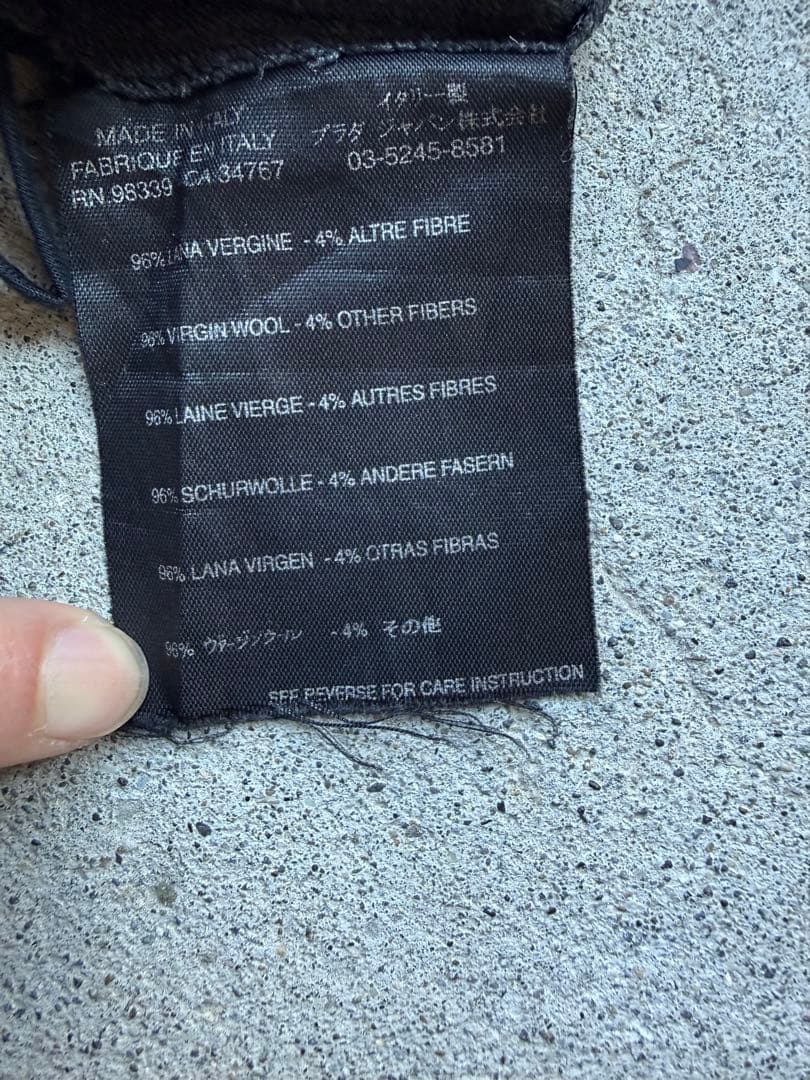 MADE IN ITALY
FABRIQUE EN ITALY
RN.98339 CA 34767
イタリー製
プラダ ジャパン株式会社
03-5245-8581
96% LANA VERGINE - 4% ALTRE FIBRE
96% VIRGIN WOOL - 4% OTHER FIBERS
96% LAINE VIERGE - 4% AUTRES FIBRES
96% SCHURWOLLE - 4% ANDERE FASERN
96% LANA VIRGEN - 4% OTRAS FIBRAS
96% ヴァージンウール - 4% その他
SEE REVERSE FOR CARE INSTRUCTION